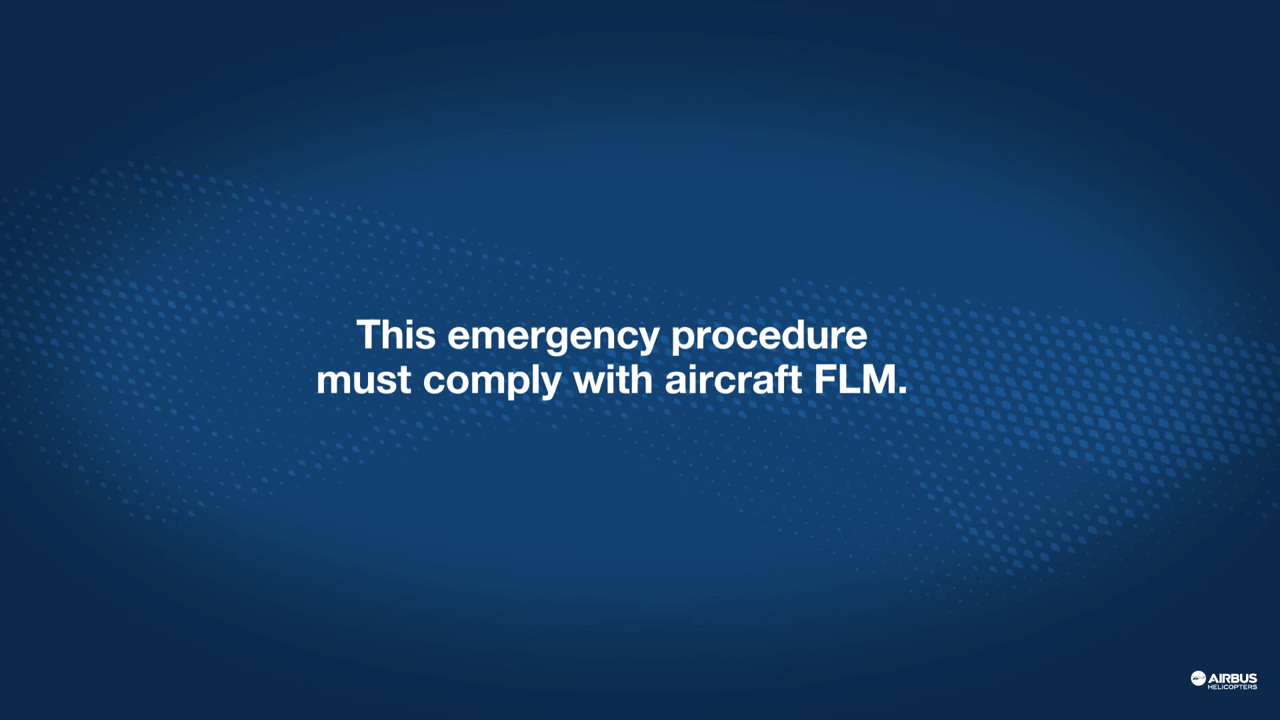 This emergency procedure
must comply with aircraft FLM.
AIRBUS
HELICOPTERS